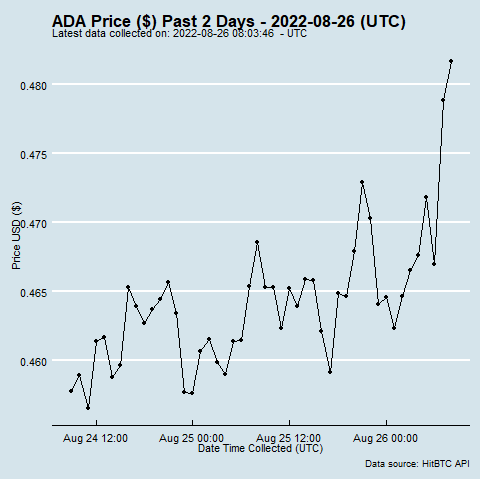 ADA Price ($) Past 2 Days - 2022-08-26 (UTC)
Latest data collected on: 2022-08-26 08:03:46  - UTC
0.480
0.475
0.470
0.465
0.460
Price USD ($)
Aug 24 12:00 Aug 25 00:00 Aug 25 12:00 Aug 26 00:00
Date Time Collected (UTC)
Data source: HitBTC API